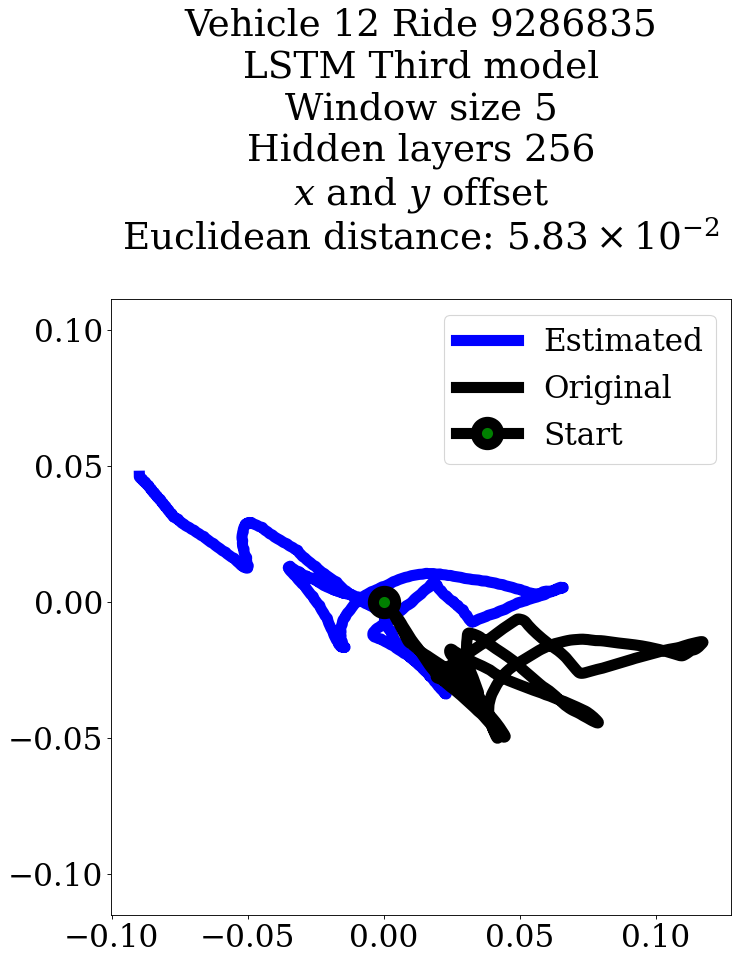 Vehicle 12 Ride 9286835
LSTM Third model
Window size 5
Hidden layers 256
x and y offset
Euclidean distance: 5.83 × 10⁻²
Estimated
Original
Start
0.10
0.05
0.00
−0.05
−0.10
−0.10 −0.05 0.00 0.05 0.10